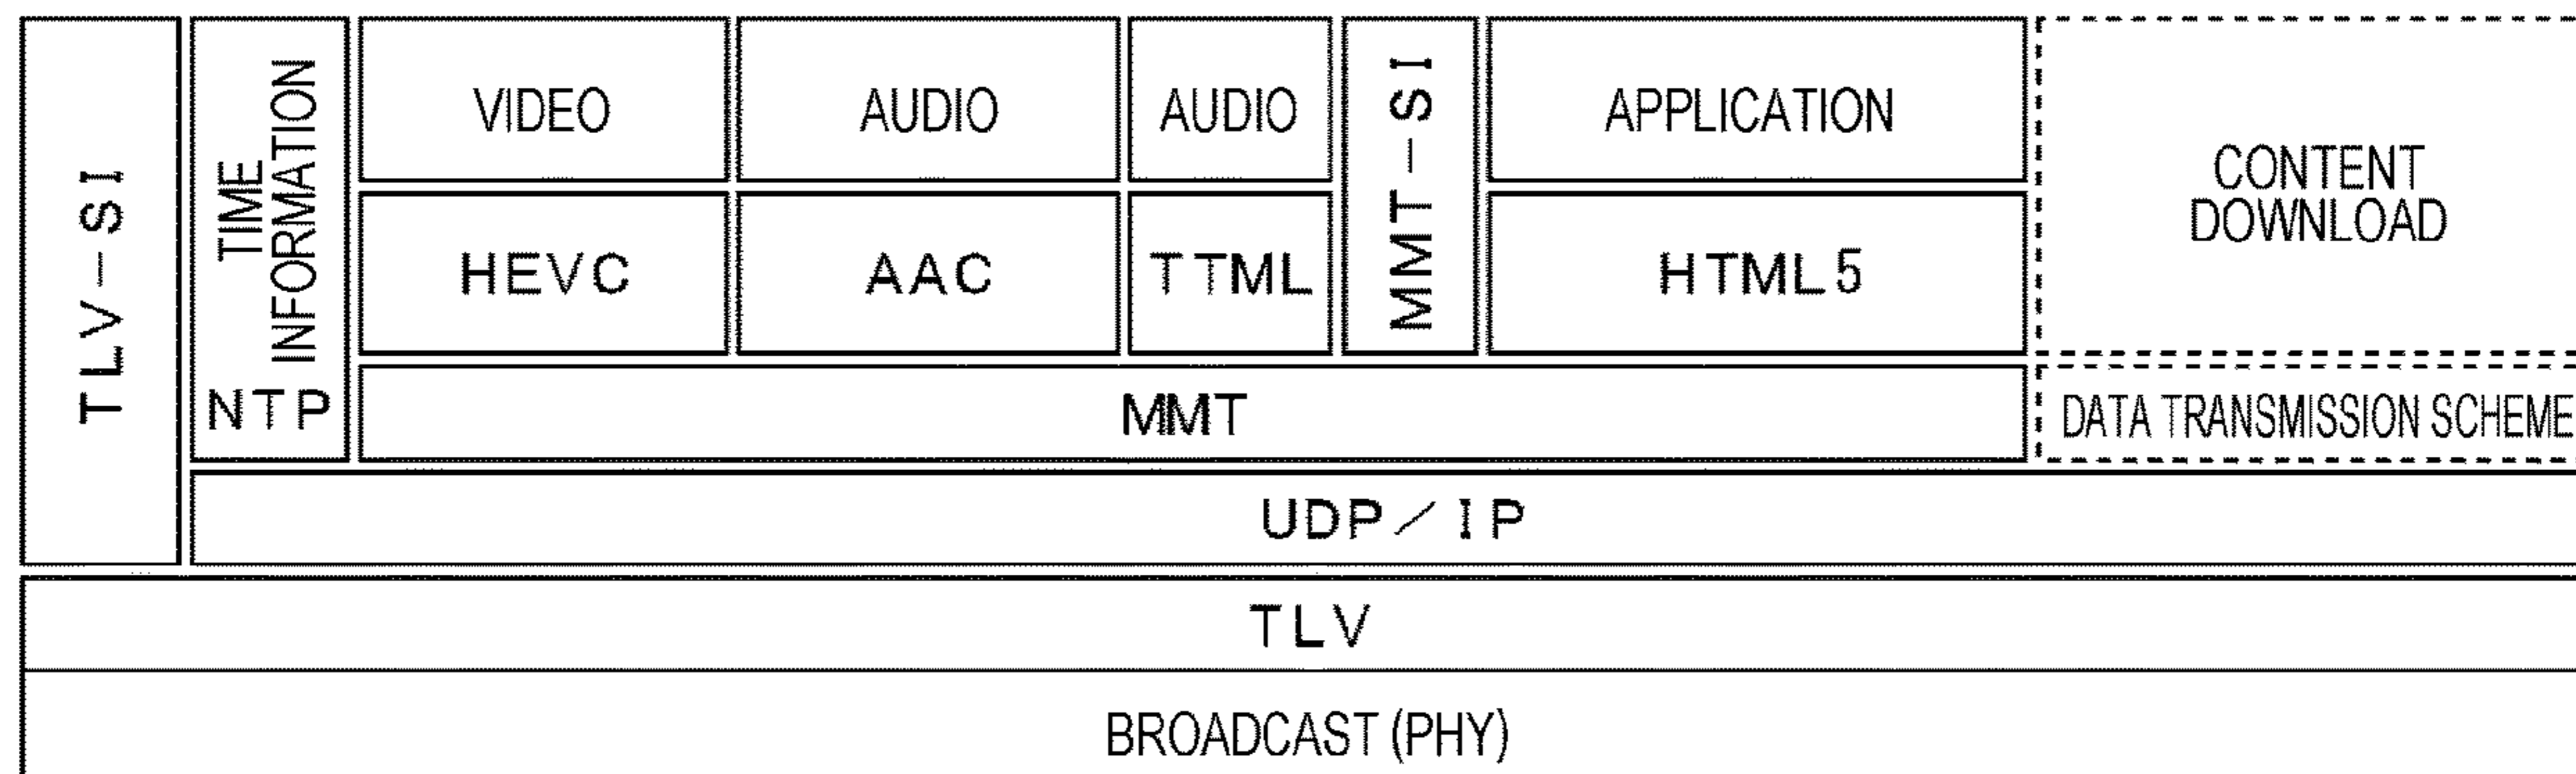 TLV-SI
TIME
INFORMATION
NTP
VIDEO
AUDIO
AUDIO
MMT-SI
APPLICATION
CONTENT
DOWNLOAD
HEVC
AAC
TTML
HTML5
MMT
DATA TRANSMISSION SCHEME
UDP/IP
TLV
BROADCAST (PHY)